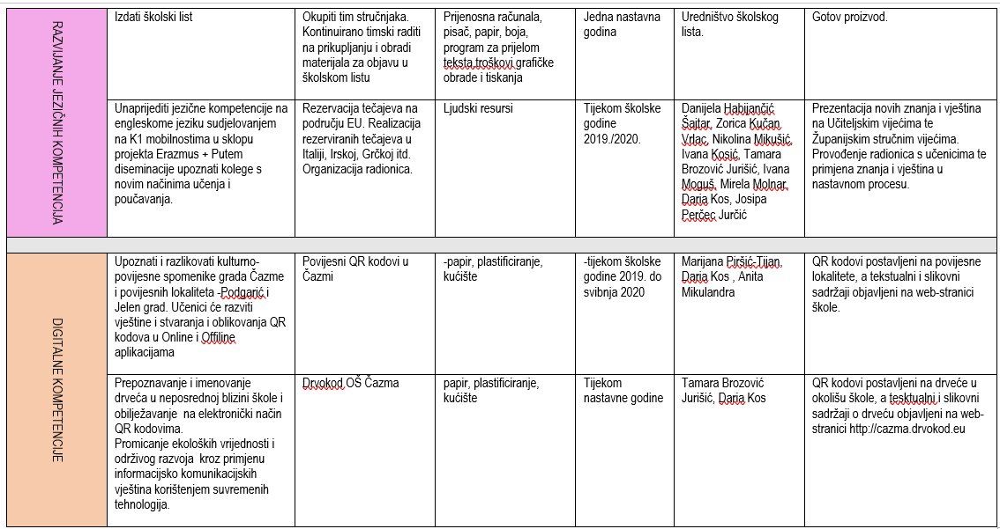 RAZVIJANJE JEZIČNIH KOMPETENCIJA
Izdati školski list
Okupiti tim stručnjaka.
Kontinuirano timski raditi
na prikupljanju i obradi
materijala za objavu u
školskom listu
Prijenosna računala,
pisač, papir, boja,
program za prijelom
teksta,troškovi grafičke
obrade i tiskanja
Jedna nastavna
godina
Uredništvo školskog
lista.
Gotov proizvod.
Unaprijediti jezične kompetencije na
engleskome jeziku sudjelovanjem
na K1 mobilnostima u sklopu
projekta Erazmus + Putem
diseminacije upoznati kolege s
novim načinima učenja i
poučavanja.
Rezervacija tečajeva na
području EU. Realizacija
rezerviranih tečajeva u
Italiji, Irskoj, Grčkoj itd.
Organizacija radionica.
Ljudski resursi
Tijekom školske
godine
2019./2020.
Danijela Habijančić
Šajtar, Zorica Kučan
Vrlac, Nikolina Mikušić,
Ivana Kosić, Tamara
Brozović Jurišić, Ivana
Moguš, Mirela Molnar,
Daria Kos, Josipa
Perčec Jurčić
Prezentacija novih znanja i vještina
na Učiteljskim vijećima te
Županijskim stručnim vijećima.
Provođenje radionica s učenicima te
primjena znanja i vještina u
nastavnom procesu.
DIGITALNE KOMPETENCIJE
Upoznati i razlikovati kulturno-
povijesne spomenike grada Čazme
i povijesnih lokaliteta -Podgarić i
Jelen grad. Učenici će razviti
vještine i stvaranja i oblikovanja QR
kodova u Online i Offiline
aplikacijama
Povijesni QR kodovi u
Čazmi
-papir, plastificiranje,
kućište
-tijekom školske
godine 2019. do
svibnja 2020
Marijana Piršić-Tijan,
Daria Kos , Anita
Mikulandra
QR kodovi postavljeni na povijesne
lokalitete, a tekstualni i slikovni
sadržaji objavljeni na web-stranici
škole.
Prepoznavanje i imenovanje
drveća u neposrednoj blizini škole i
obilježavanje  na elektronički način
QR kodovima.
Promicanje ekoloških vrijednosti i
održivog razvoja  kroz primjenu
informacijsko komunikacijskih
vještina korištenjem suvremenih
tehnologija.
Drvokod OŠ Čazma
papir, plastificiranje,
kućište
Tijekom
nastavne godine
Tamara Brozović
Jurišić, Daria Kos
QR kodovi postavljeni na drveće u
okolišu škole, a tesktualni i slikovni
sadržaji o drveću objavljeni na web-
stranici http://cazma.drvokod.eu